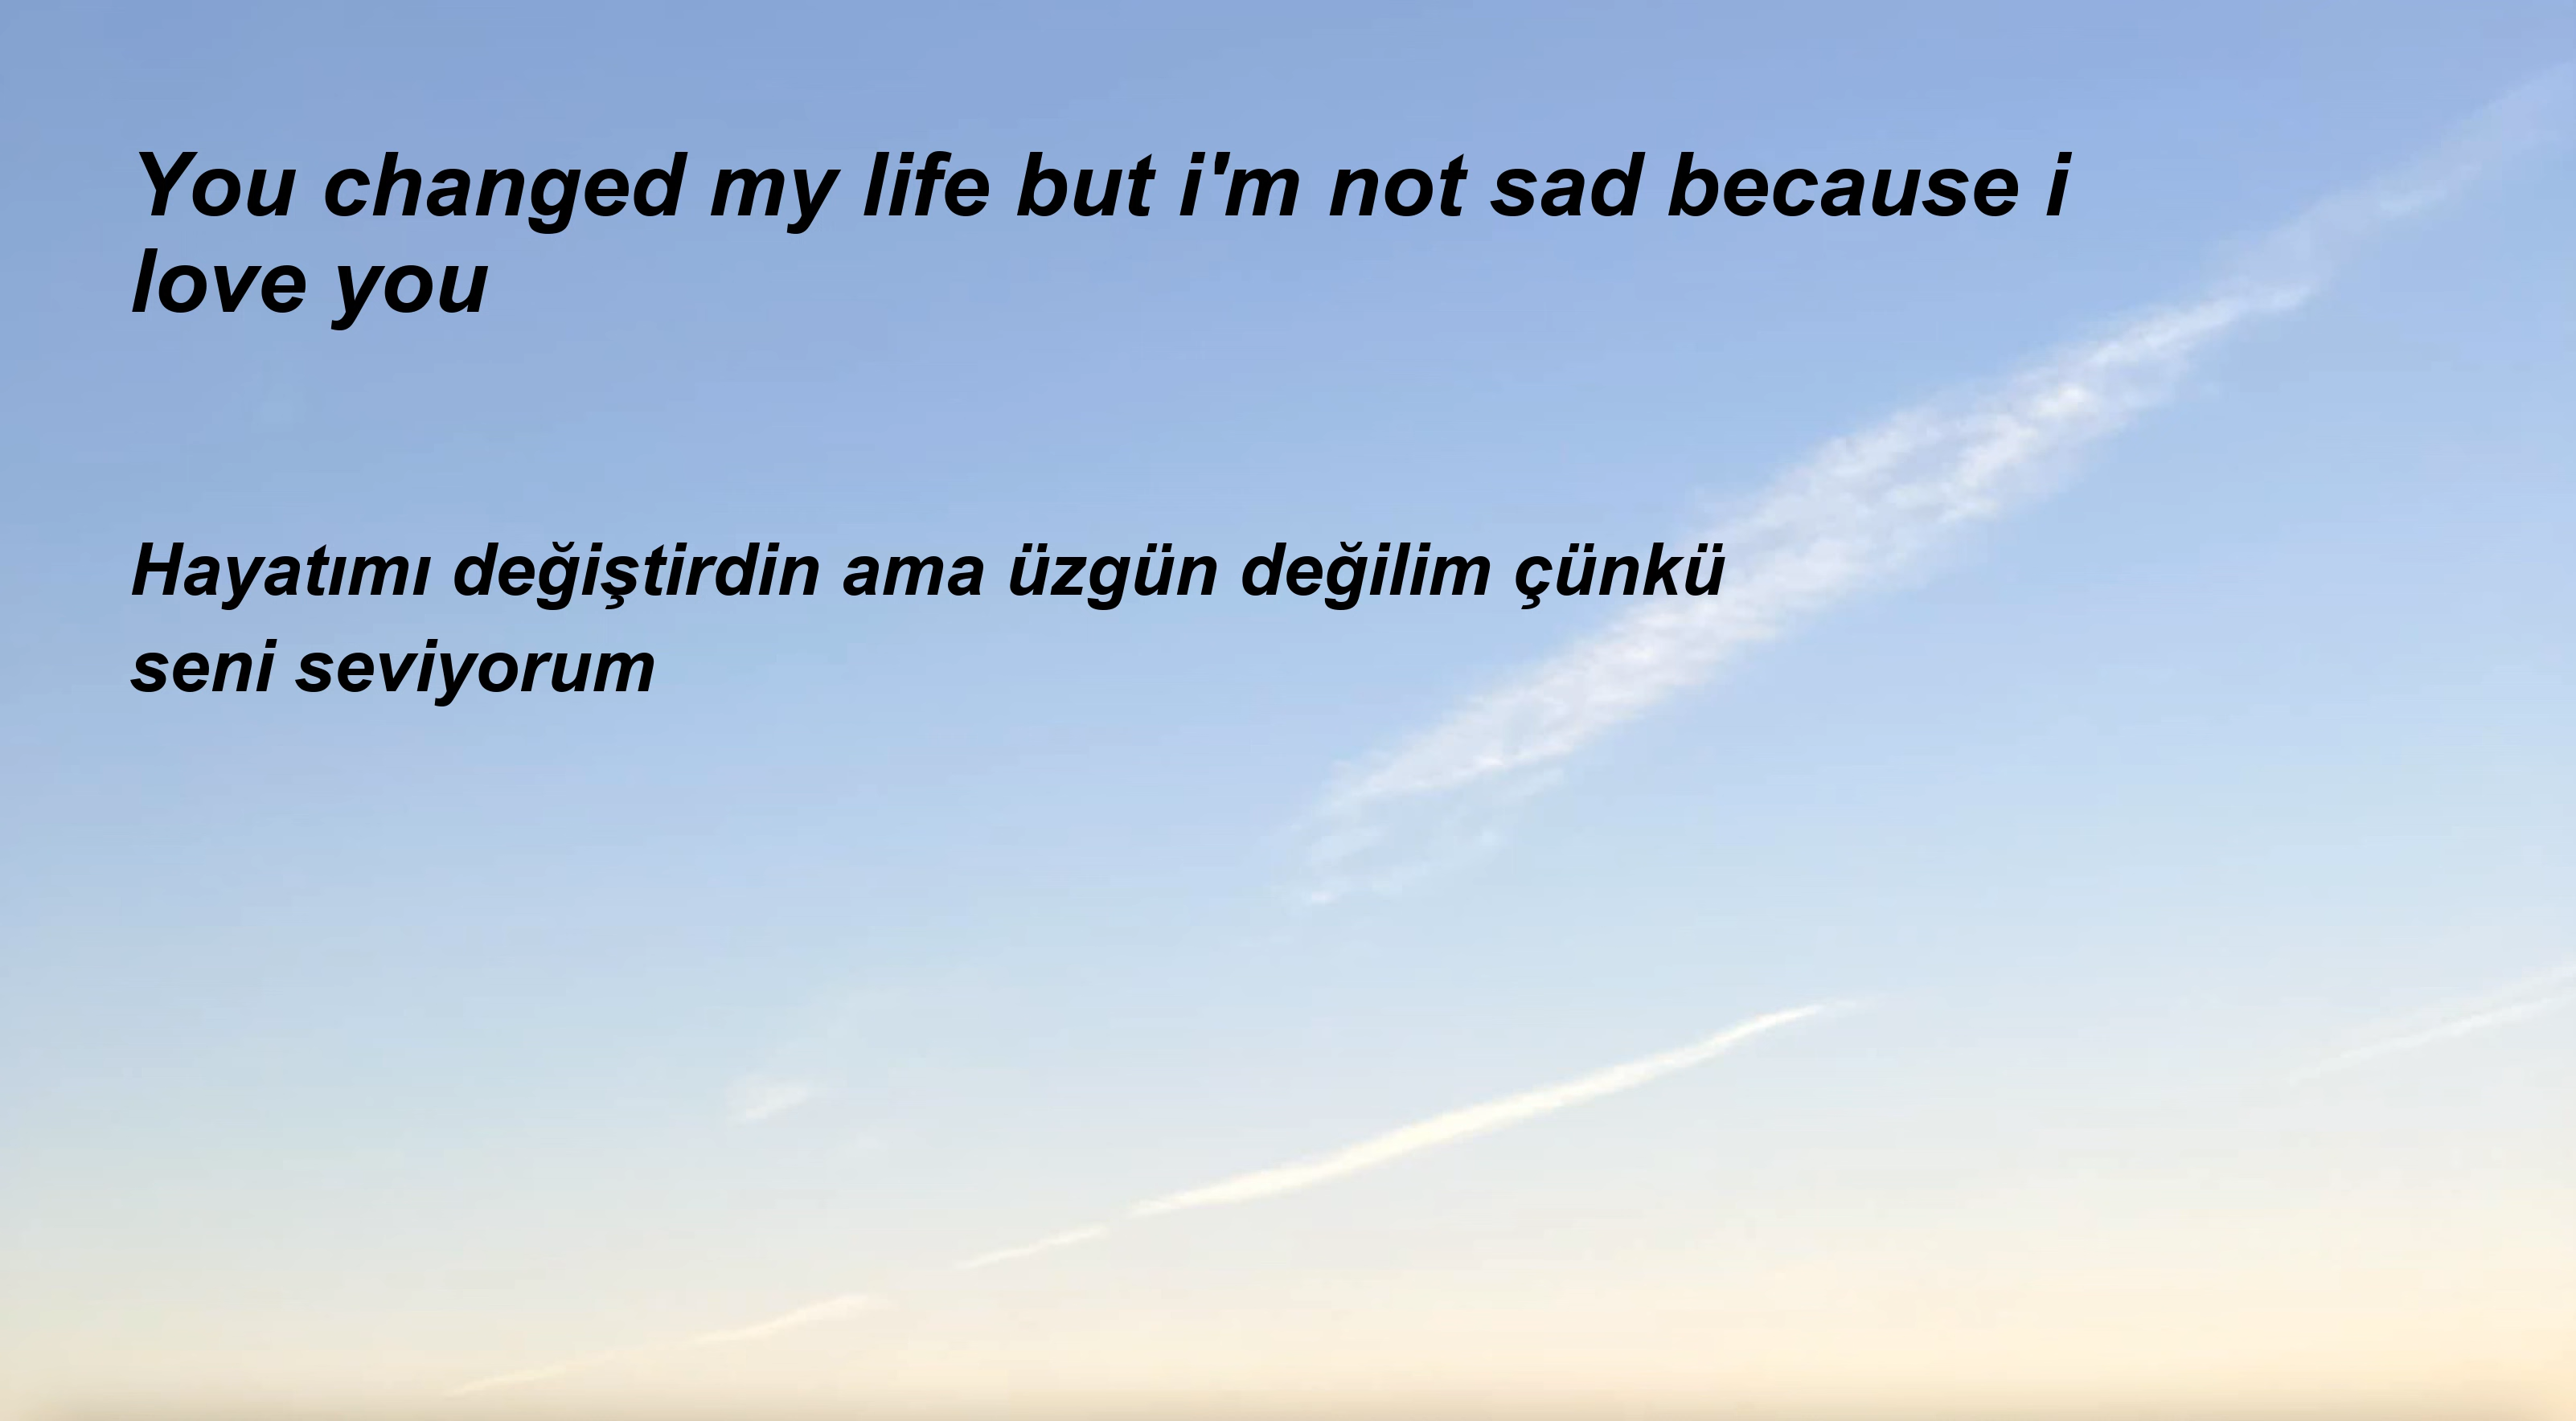 You changed my life but i'm not sad because i
love you
Hayatımı değiştirdin ama üzgün değilim çünkü
seni seviyorum